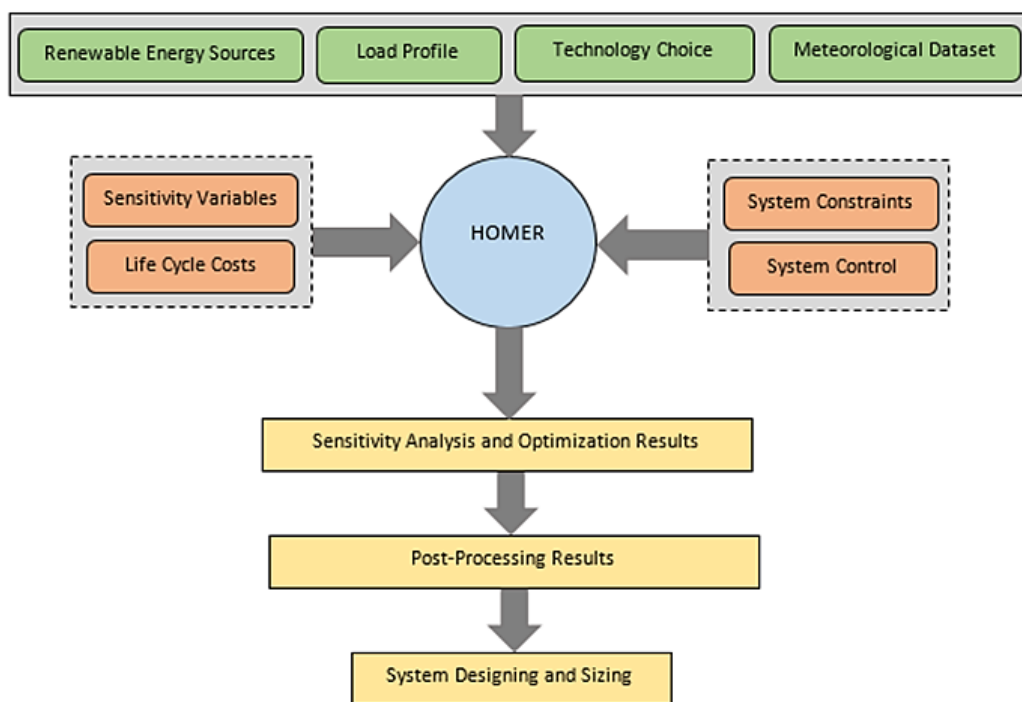 Renewable Energy Sources
Load Profile
Technology Choice
Meteorological Dataset
Sensitivity Variables
Life Cycle Costs
HOMER
System Constraints
System Control
Sensitivity Analysis and Optimization Results
Post-Processing Results
System Designing and Sizing